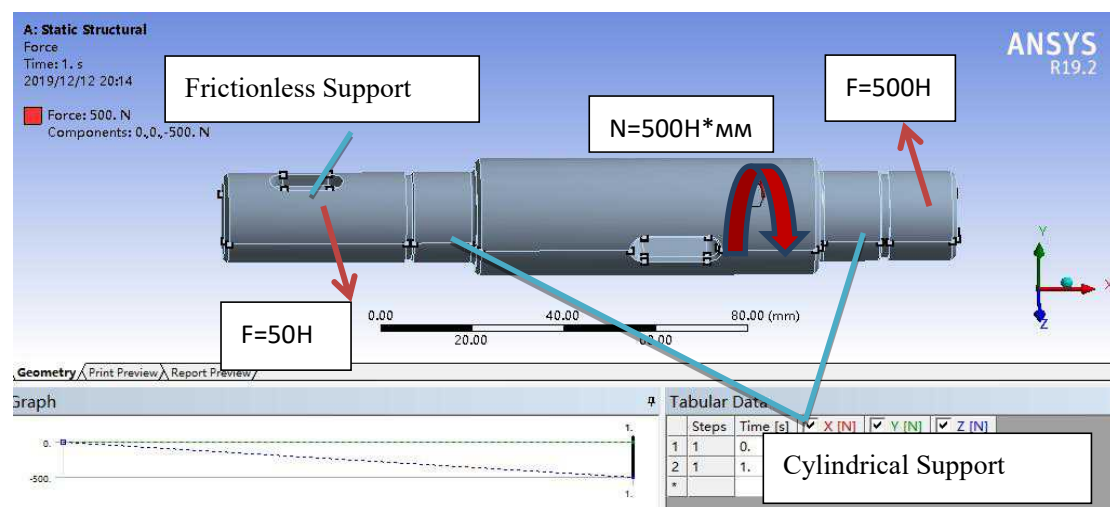 A: Static Structural
Force
Time: 1. s
2019/12/12 20:14
Force: 500. N
Components: 0.,0.,-500. N
ANSYS
R19.2
Frictionless Support
N=500Н*мм
F=500Н
F=50Н
Y
X
Z
0.00
40.00
80.00 (mm)
20.00
60.00
Geometry
Print Preview
Report Preview
Graph
0.
-500.
1.
1.
Tabular Data
Steps
Time [s]
X [N]
Y [N]
Z [N]
1
1
0.
2
1
1.
*
Cylindrical Support